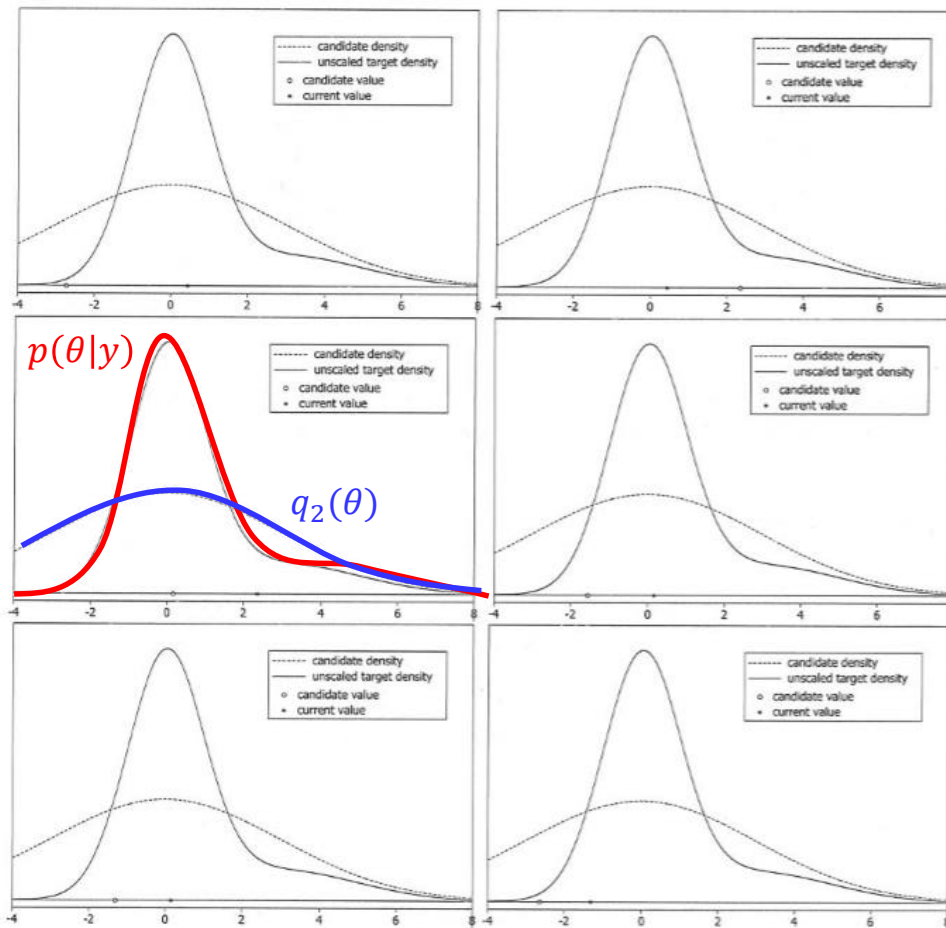 candidate density
unscaled target density
candidate value
current value
-4 -2 0 2 4 6 8
candidate density
unscaled target density
candidate value
current value
-4 -2 0 2 4 6
p(θ|y)
candidate density
unscaled target density
candidate value
current value
q₂(θ)
-4 -2 0 2 4 6 8
candidate density
unscaled target density
candidate value
current value
-4 -2 0 2 4 6
candidate density
unscaled target density
candidate value
current value
-4 -2 0 2 4 6 8
candidate density
unscaled target density
candidate value
current value
-4 -2 0 2 4 6 8